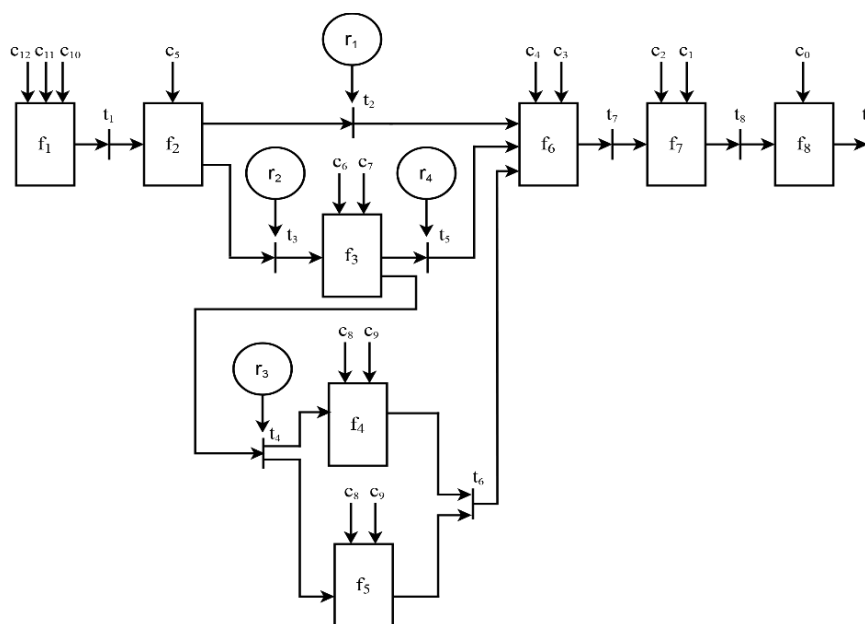 r₁
c₁₂ c₁₁ c₁₀ c₅ c₄ c₃ c₂ c₁ c₀
t₁ t₂ t₇ t₈ t
f₁ f₂ f₆ f₇ f₈
r₂ c₆ c₇ r₄
t₃ f₃ t₅
c₈ c₉
r₃
t₄ f₄
t₆
c₈ c₉
f₅